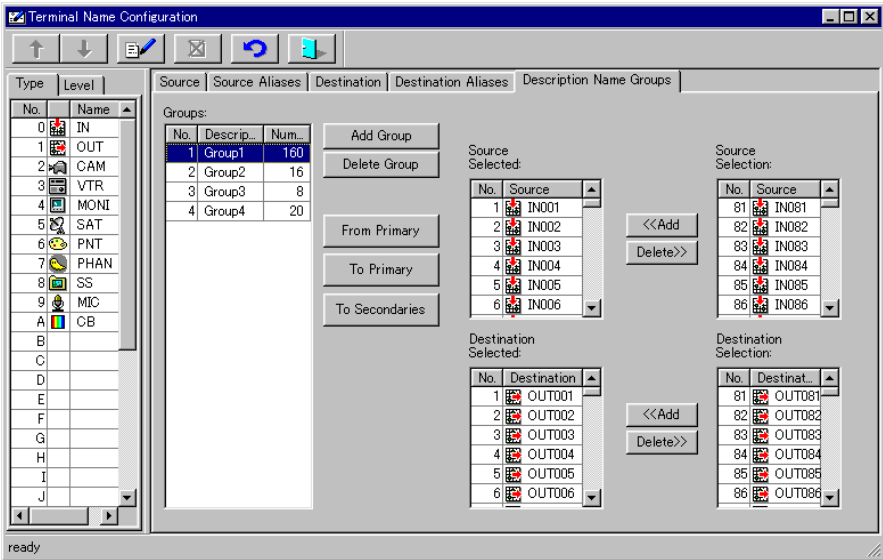 Terminal Name Configuration
Type Level
Source Source Aliases Destination Destination Aliases Description Name Groups
No. Name
0 IN
1 OUT
2 CAM
3 VTR
4 MONI
5 SAT
6 PNT
7 PHAN
8 SS
9 MIC
A CB
B
C
D
E
F
G
H
I
J
Groups:
No. Descrip... Num...
1 Group1 160
2 Group2 16
3 Group3 8
4 Group4 20
Add Group
Delete Group
From Primary
To Primary
To Secondaries
Source
Selected:
No. Source
1 IN001
2 IN002
3 IN003
4 IN004
5 IN005
6 IN006
<<Add
Delete>>
Source
Selection:
No. Source
81 IN081
82 IN082
83 IN083
84 IN084
85 IN085
86 IN086
Destination
Selected:
No. Destination
1 OUT001
2 OUT002
3 OUT003
4 OUT004
5 OUT005
6 OUT006
<<Add
Delete>>
Destination
Selection:
No. Destinat...
81 OUT081
82 OUT082
83 OUT083
84 OUT084
85 OUT085
86 OUT086
ready